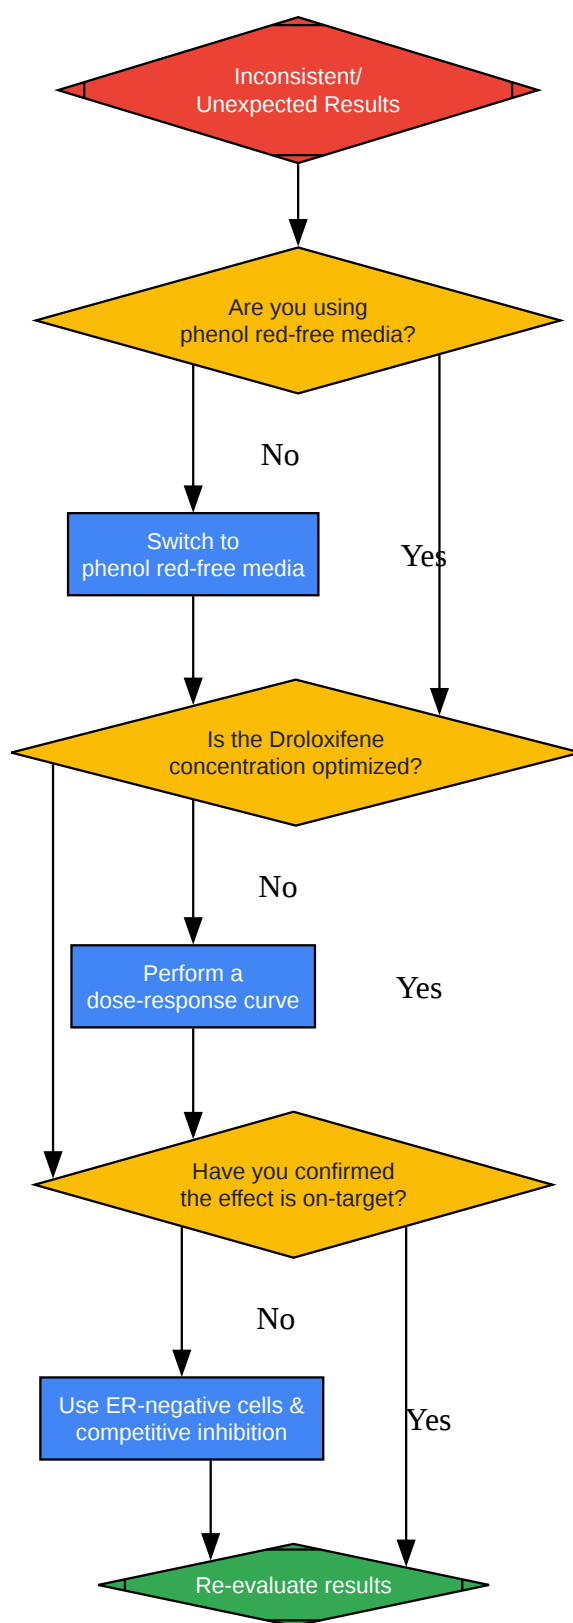 Inconsistent/
Unexpected Results
Are you using
phenol red-free media?
No
Switch to
phenol red-free media
Yes
Is the Droloxifene
concentration optimized?
No
Perform a
dose-response curve
Yes
Have you confirmed
the effect is on-target?
No
Use ER-negative cells &
competitive inhibition
Yes
Re-evaluate results